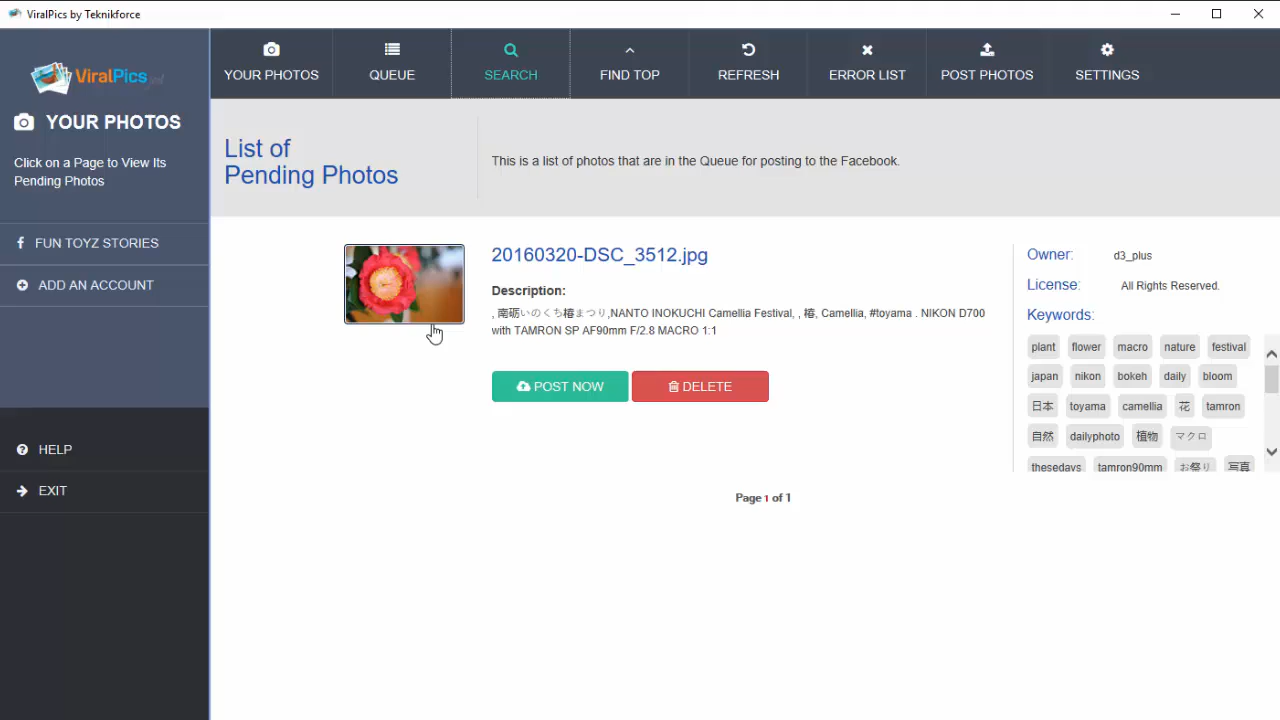 ViralPics by Teknikforce
ViralPics
YOUR PHOTOS
QUEUE
SEARCH
FIND TOP
REFRESH
ERROR LIST
POST PHOTOS
SETTINGS
YOUR PHOTOS
Click on a Page to View Its
Pending Photos
FUN TOYZ STORIES
ADD AN ACCOUNT
HELP
EXIT
List of
Pending Photos
This is a list of photos that are in the Queue for posting to the Facebook.
20160320-DSC_3512.jpg
Description:
, 南砺いのくち椿まつり,NANTO INOKUCHI Camellia Festival, , 椿, Camellia, #toyama . NIKON D700
with TAMRON SP AF90mm F/2.8 MACRO 1:1
POST NOW
DELETE
Owner: d3_plus
License: All Rights Reserved.
Keywords:
plant flower macro nature festival
japan nikon bokeh daily bloom
日本 toyama camellia 花 tamron
自然 dailyphoto 植物 マクロ
thesedays tamron90mm お祭り 写真
Page 1 of 1